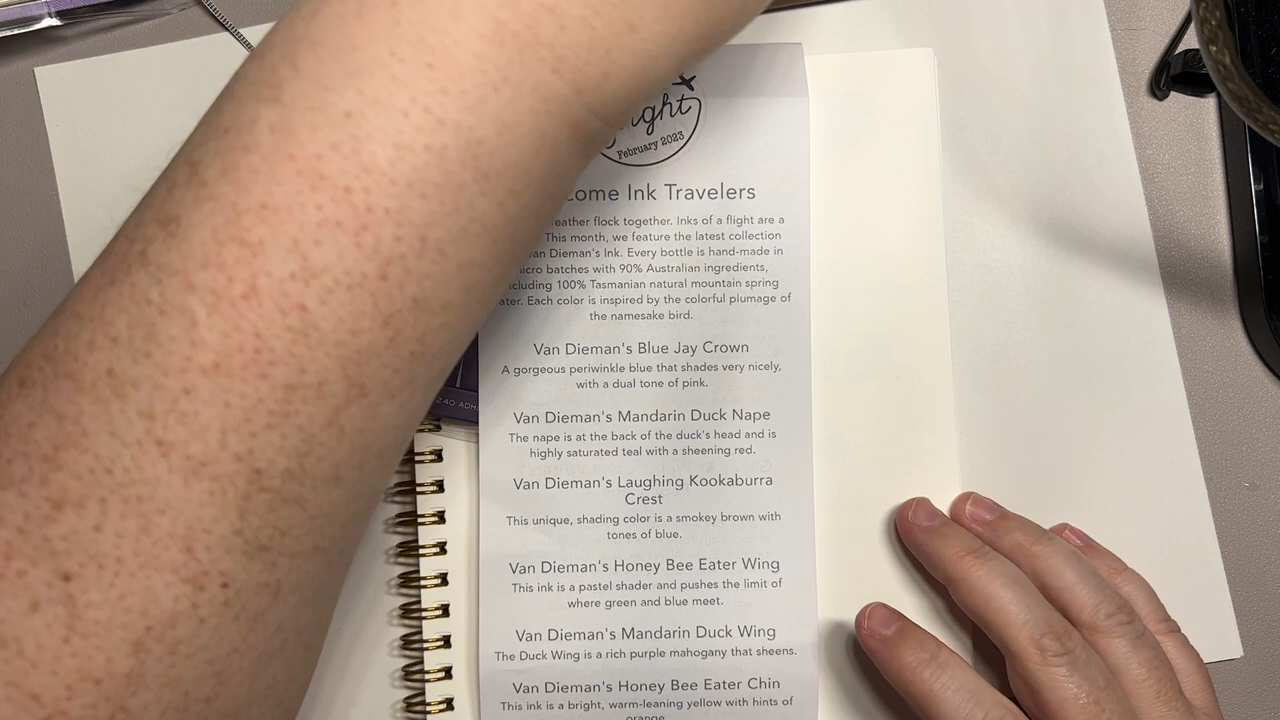 February 2023
Ink Travelers
flock together. Inks of a flight are a
This month, we feature the latest collection
Dieman's Ink. Every bottle is hand-made in
batches with 90% Australian ingredients,
100% Tasmanian natural mountain spring
Each color is inspired by the colorful plumage of
the namesake bird.
Van Dieman's Blue Jay Crown
A gorgeous periwinkle blue that shades very nicely,
with a dual tone of pink.
Van Dieman's Mandarin Duck Nape
The nape is at the back of the duck's head and is
highly saturated teal with a sheening red.
Van Dieman's Laughing Kookaburra
Crest
This unique, shading color is a smokey brown with
tones of blue.
Van Dieman's Honey Bee Eater Wing
This ink is a pastel shader and pushes the limit of
where green and blue meet.
Van Dieman's Mandarin Duck Wing
The Duck Wing is a rich purple mahogany that sheens.
Van Dieman's Honey Bee Eater Chin
This ink is a bright, warm-leaning yellow with hints of
orange.
240